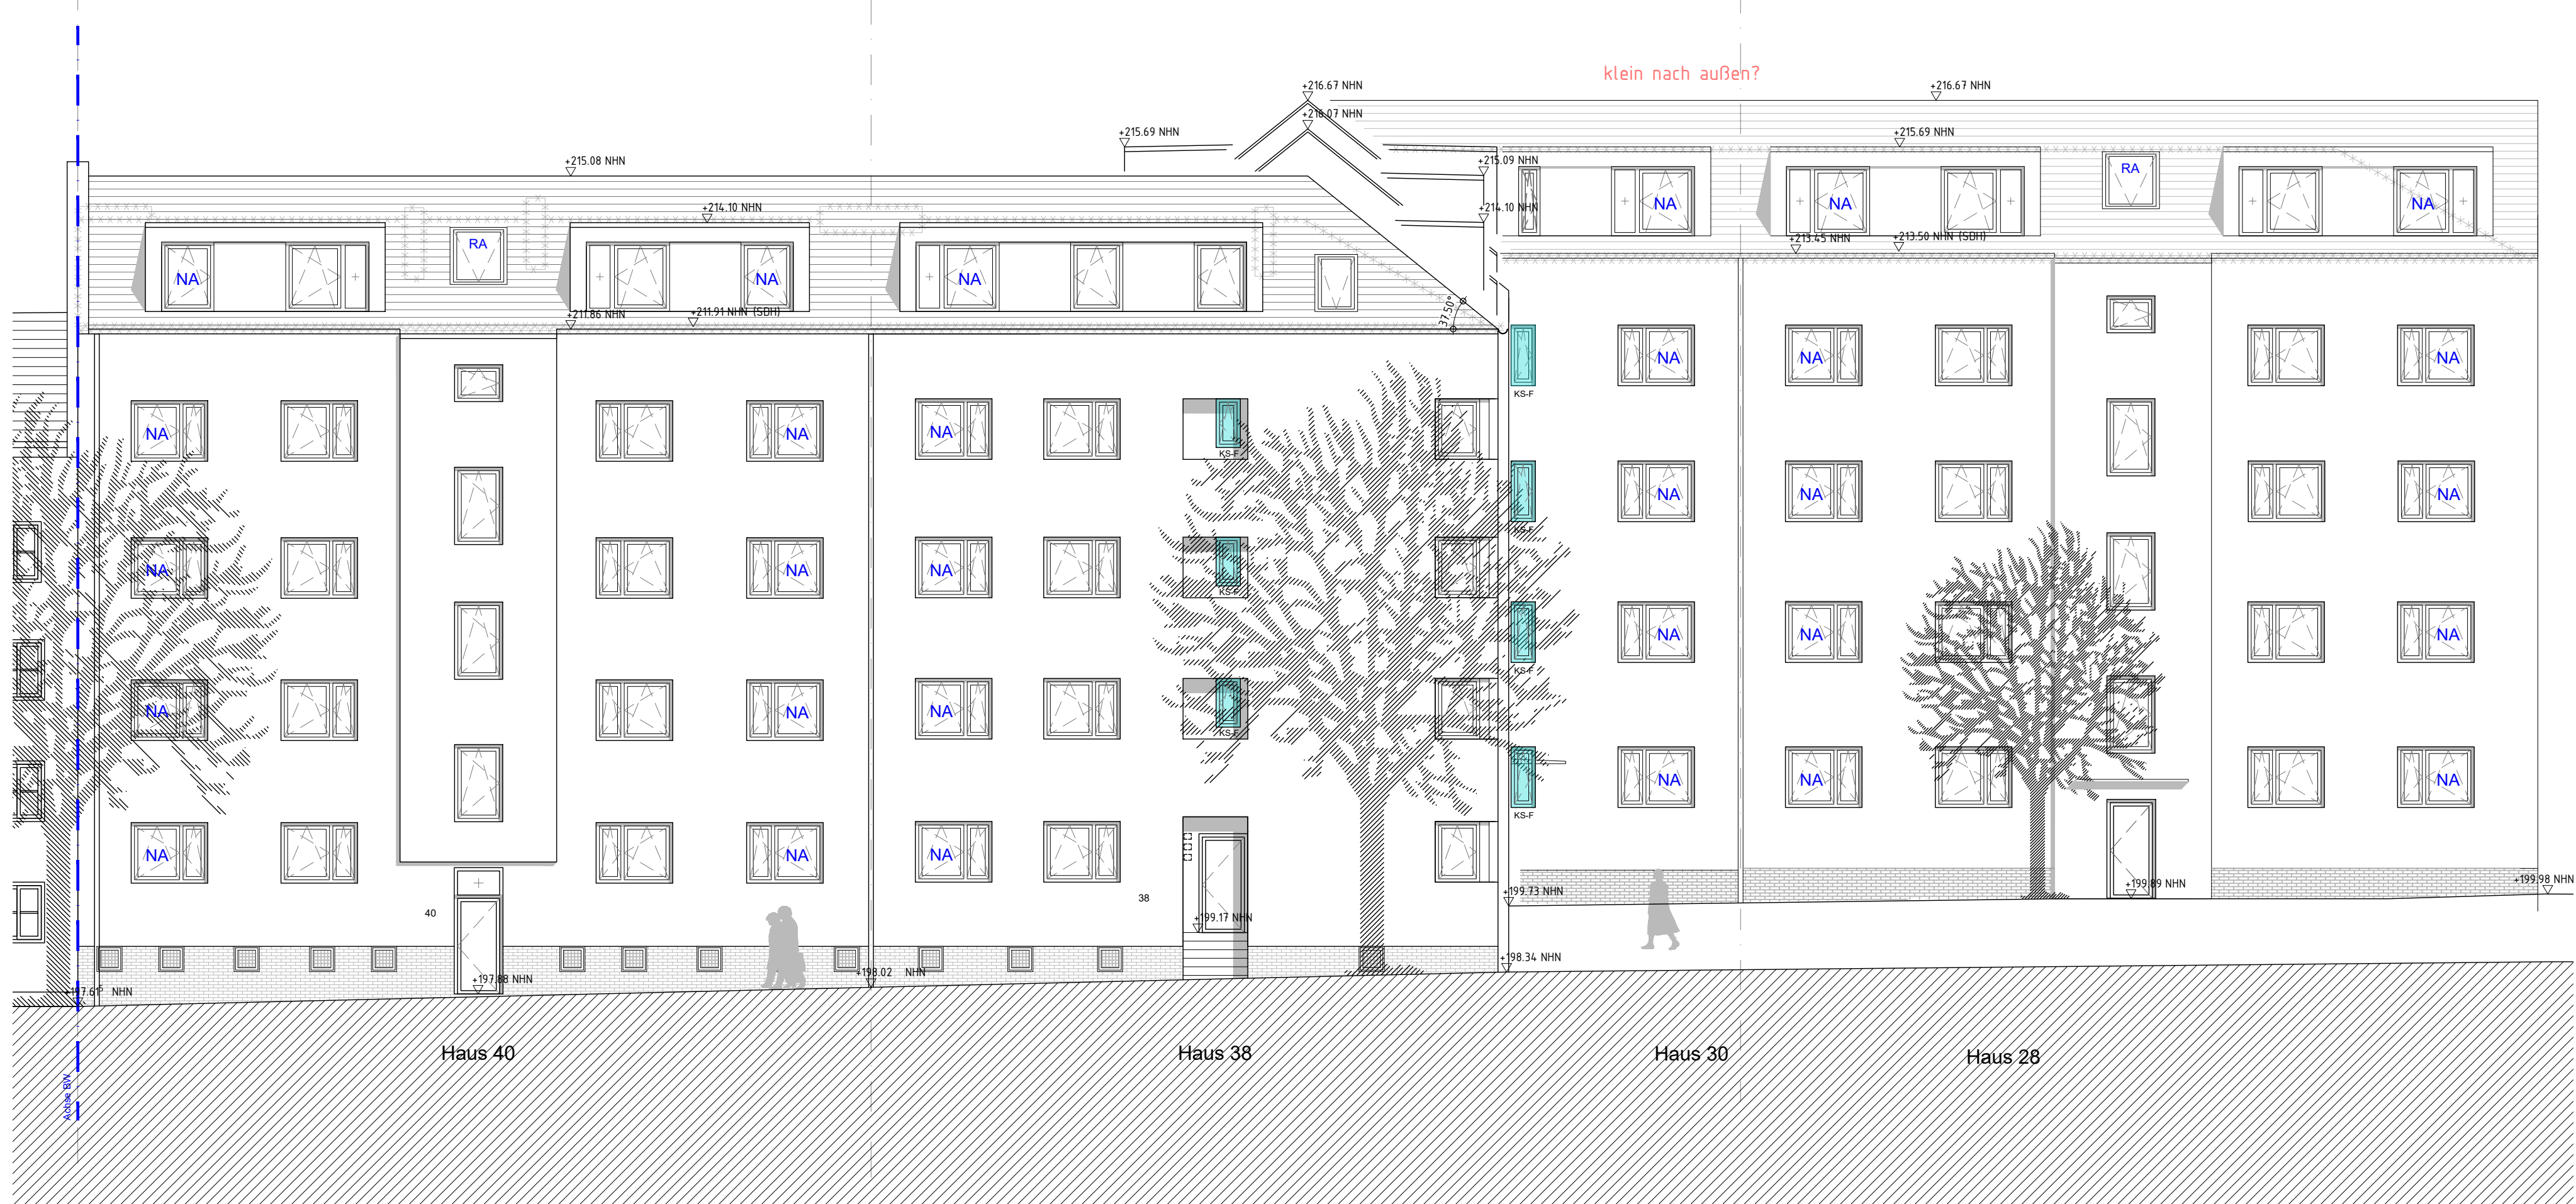 klein nach außen?
+216.67 NHN
+216.67 NHN
+216.07 NHN
+215.69 NHN
+215.69 NHN
+215.08 NHN
+215.09 NHN
RA
NA
NA
NA
+214.10 NHN
+214.10 NHN
+213.45 NHN
+213.50 NHN (SDH)
RA
NA
NA
NA
37.50°
+211.86 NHN
+211.91 NHN (SDH)
NA
NA
NA
KS-F
NA
NA
NA
KS-F
NA
NA
NA
KS-F
NA
NA
NA
KS-F
NA
NA
NA
KS-F
NA
NA
NA
KS-F
NA
NA
NA
KS-F
NA
NA
NA
KS-F
NA
NA
NA
40
38
+199.73 NHN
+199.89 NHN
+199.98 NHN
+199.17 NHN
+198.34 NHN
+198.02 NHN
+197.88 NHN
+197.61⁵ NHN
Haus 40
Haus 38
Haus 30
Haus 28
Achse BW